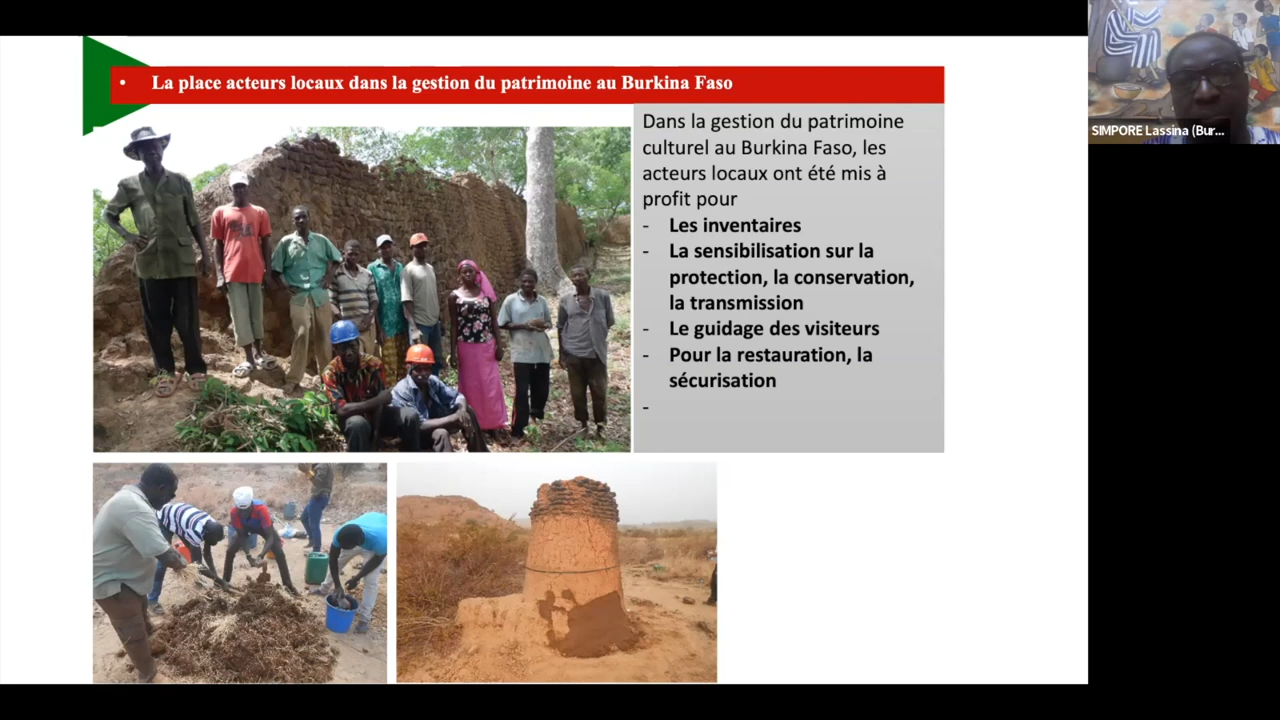 • La place acteurs locaux dans la gestion du patrimoine au Burkina Faso
Dans la gestion du patrimoine
culturel au Burkina Faso, les
acteurs locaux ont été mis à
profit pour
- Les inventaires
- La sensibilisation sur la
protection, la conservation,
la transmission
- Le guidage des visiteurs
- Pour la restauration, la
sécurisation
-
SIMPORE Lassina (Bur...